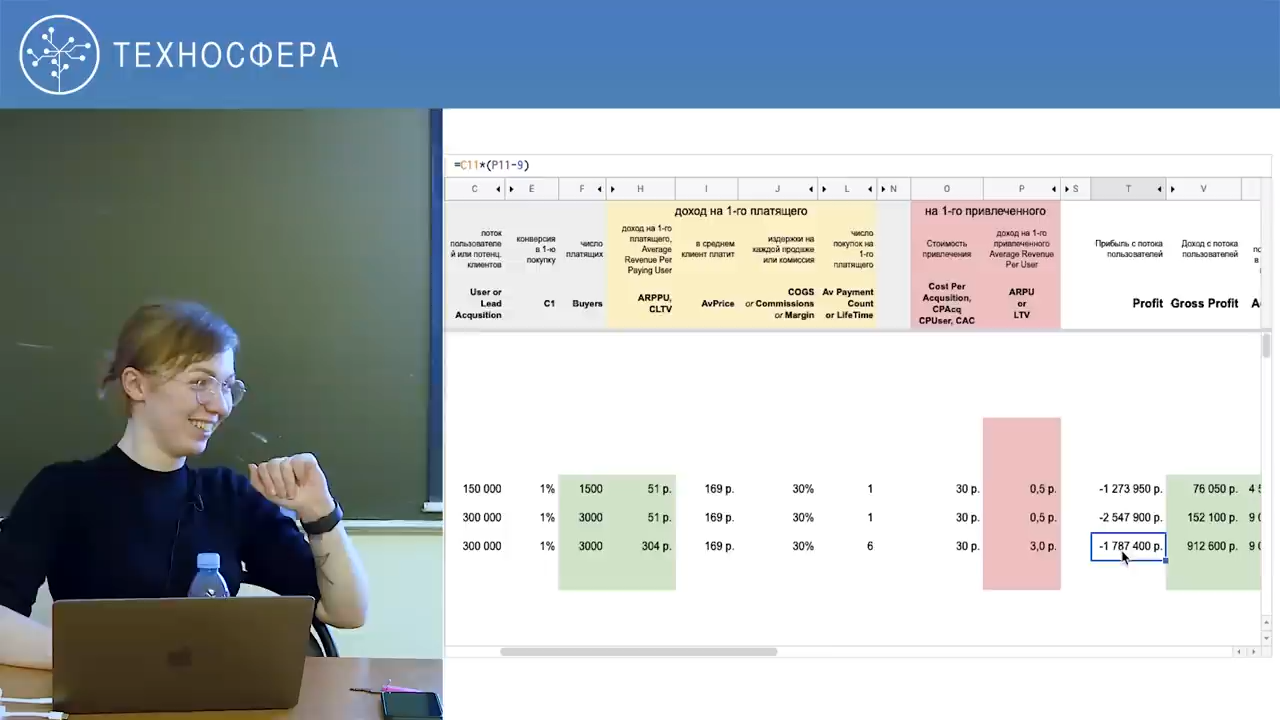 ТЕХНОСФЕРА
=C11*(P11-9)
C E F H I J L N O P S T V
доход на 1-го платящего
на 1-го привлеченного
поток
пользователе
й или потенц.
клиентов
конверсия
в 1-ю
покупку
число
платящих
доход на 1-го
платящего,
Average
Revenue Per
Paying User
в среднем
клиент платит
издержки на
каждой продаже
или комиссия
число
покупок на
1-го
платящего
Стоимость
привлечения
доход на 1-го
привлеченного
Average Revenue
Per User
Прибыль с потока
пользователей
Доход с потока
пользователей
User or
Lead
Acqusition
C1
Buyers
ARPPU,
CLTV
AvPrice
COGS
or Commissions
or Margin
Av Payment
Count
or LifeTime
Cost Per
Acqusition,
CPAcq
CPUser, CAC
ARPU
or
LTV
Profit
Gross Profit
150 000 1% 1500 51 р. 169 р. 30% 1 30 р. 0,5 р. -1 273 950 р. 76 050 р. 4 5
300 000 1% 3000 51 р. 169 р. 30% 1 30 р. 0,5 р. -2 547 900 р. 152 100 р. 9 0
300 000 1% 3000 304 р. 169 р. 30% 6 30 р. 3,0 р. -1 787 400 р. 912 600 р. 9 0